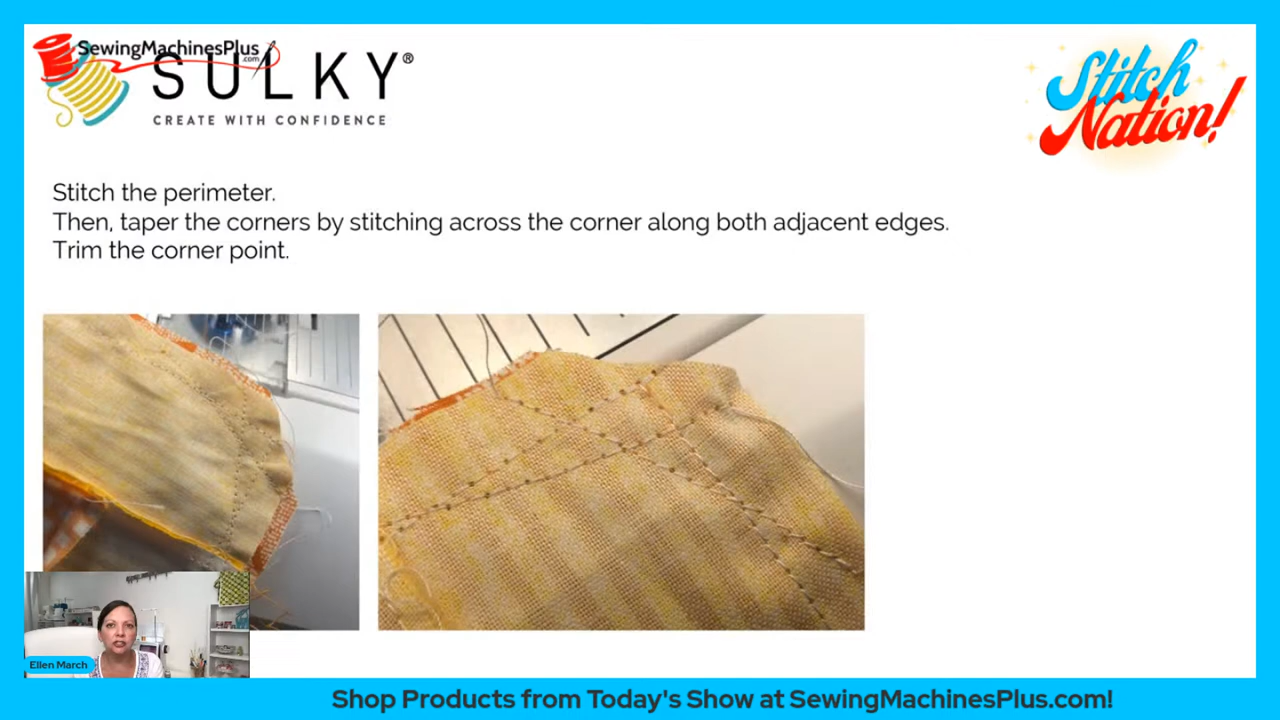 SewingMachinesPlus
.com
SULKY®
CREATE WITH CONFIDENCE
Stitch
Nation!
Stitch the perimeter.
Then, taper the corners by stitching across the corner along both adjacent edges.
Trim the corner point.
Ellen March
Shop Products from Today's Show at SewingMachinesPlus.com!